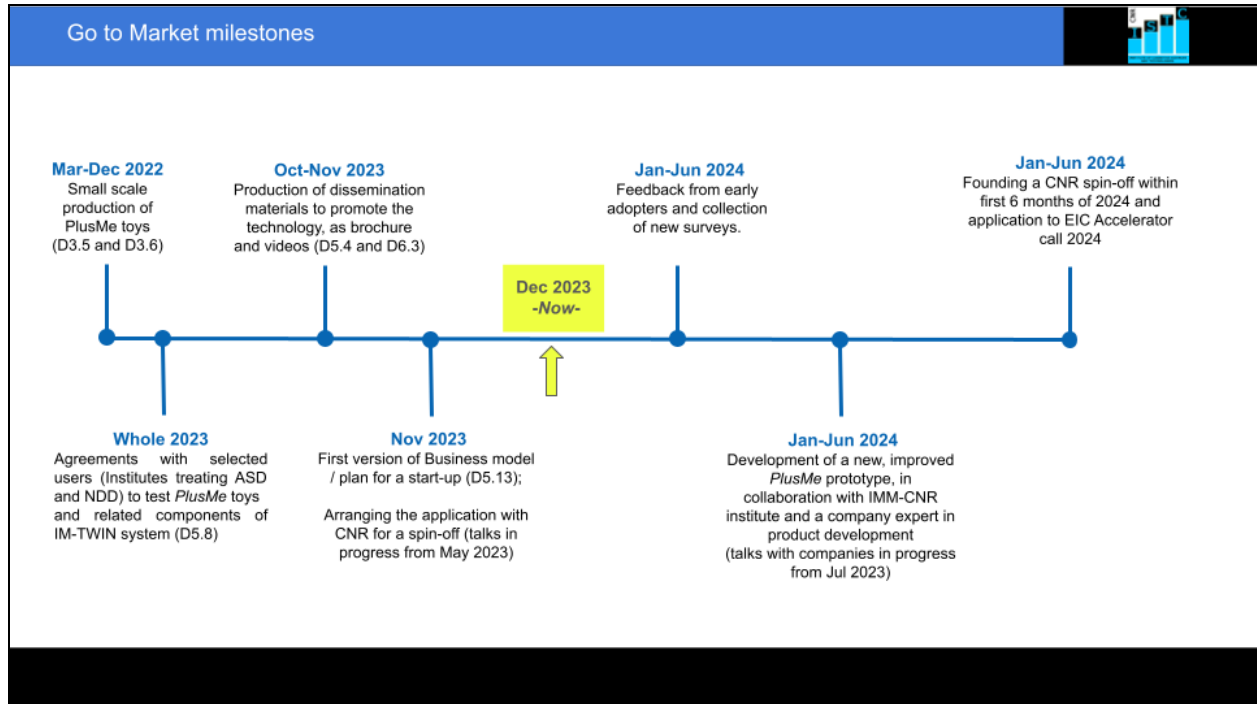 Go to Market milestones
CNR
I S T C
Mar-Dec 2022
Small scale
production of
PlusMe toys
(D3.5 and D3.6)
Oct-Nov 2023
Production of dissemination
materials to promote the
technology, as brochure
and videos (D5.4 and D6.3)
Dec 2023
-Now-
Jan-Jun 2024
Feedback from early
adopters and collection
of new surveys.
Jan-Jun 2024
Founding a CNR spin-off within
first 6 months of 2024 and
application to EIC Accelerator
call 2024
Whole 2023
Agreements with selected
users (Institutes treating ASD
and NDD) to test PlusMe toys
and related components of
IM-TWIN system (D5.8)
Nov 2023
First version of Business model
/ plan for a start-up (D5.13);
Arranging the application with
CNR for a spin-off (talks in
progress from May 2023)
Jan-Jun 2024
Development of a new, improved
PlusMe prototype, in
collaboration with IMM-CNR
institute and a company expert in
product development
(talks with companies in progress
from Jul 2023)